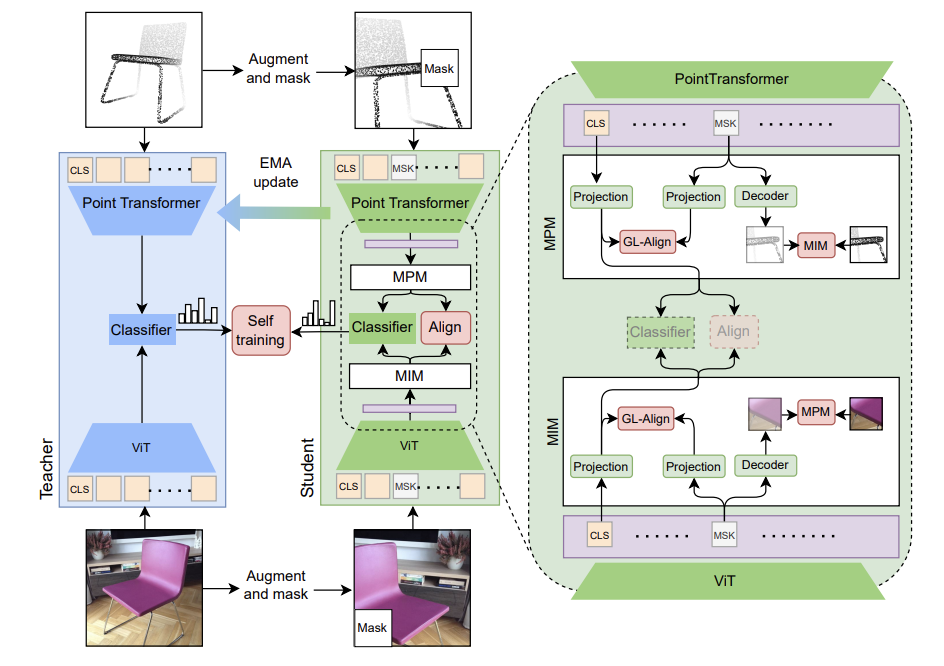 Augment
and mask
Mask
CLS
Point Transformer
Classifier
ViT
CLS
Teacher
EMA
update
Self
training
CLS
MSK
Point Transformer
MPM
Classifier
Align
MIM
ViT
CLS
MSK
Student
Augment
and mask
Mask
PointTransformer
CLS
MSK
MPM
Projection
Projection
Decoder
GL-Align
MIM
Classifier
Align
MIM
GL-Align
MPM
Projection
Projection
Decoder
CLS
MSK
ViT